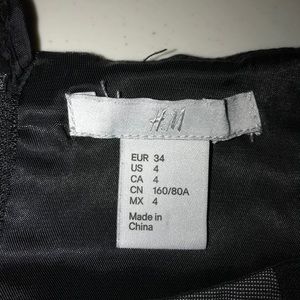 H&M
EUR 34
US 4
CA 4
CN 160/80A
MX 4
Made in
China